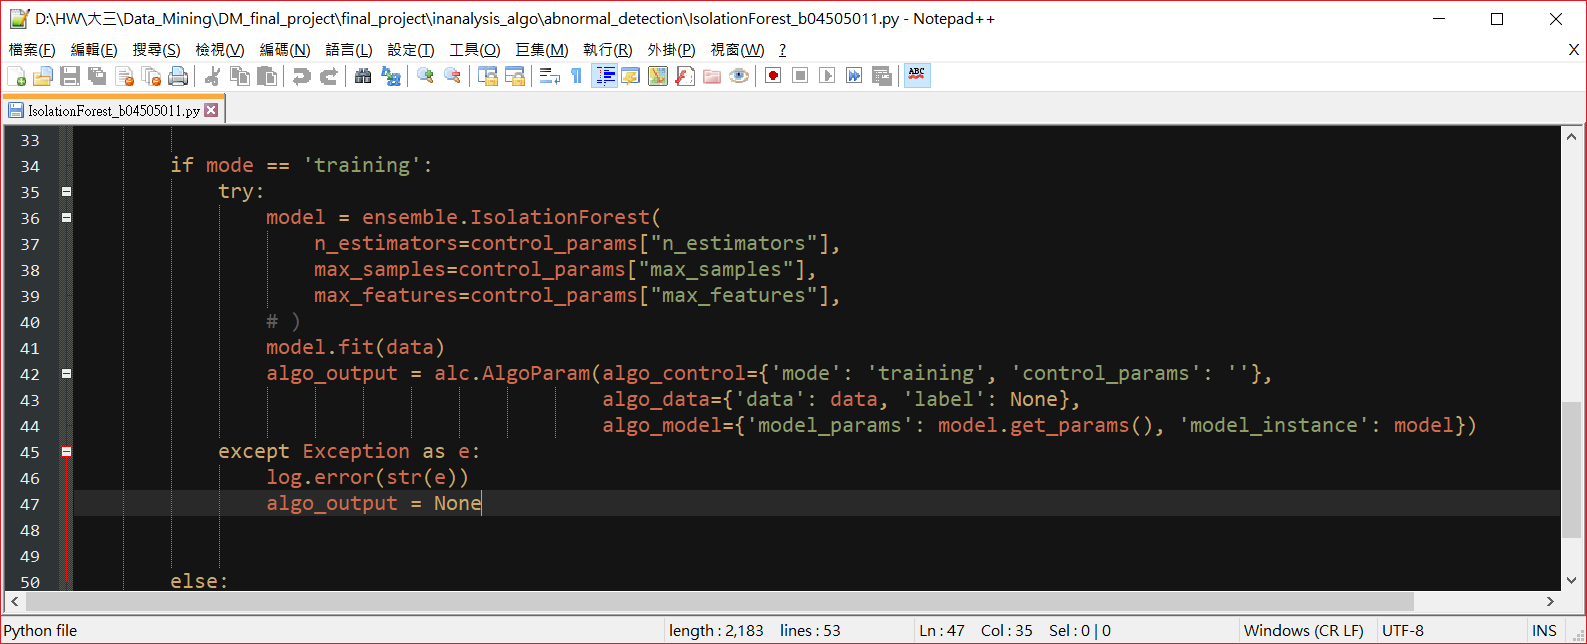 D:\HW\大三\Data_Mining\DM_final_project\final_project\inanalysis_algo\abnormal_detection\IsolationForest_b04505011.py - Notepad++
檔案(F) 編輯(E) 搜尋(S) 檢視(V) 編碼(N) 語言(L) 設定(T) 工具(O) 巨集(M) 執行(R) 外掛(P) 視窗(W) ? X
ABC
IsolationForest_b04505011.py
33
34 if mode == 'training':
35 try:
36 model = ensemble.IsolationForest(
37 n_estimators=control_params["n_estimators"],
38 max_samples=control_params["max_samples"],
39 max_features=control_params["max_features"],
40 # )
41 model.fit(data)
42 algo_output = alc.AlgoParam(algo_control={'mode': 'training', 'control_params': ''},
43 algo_data={'data': data, 'label': None},
44 algo_model={'model_params': model.get_params(), 'model_instance': model})
45 except Exception as e:
46 log.error(str(e))
47 algo_output = None
48
49
50 else:
Python file length : 2,183 lines : 53 Ln : 47 Col : 35 Sel : 0 | 0 Windows (CR LF) UTF-8 INS